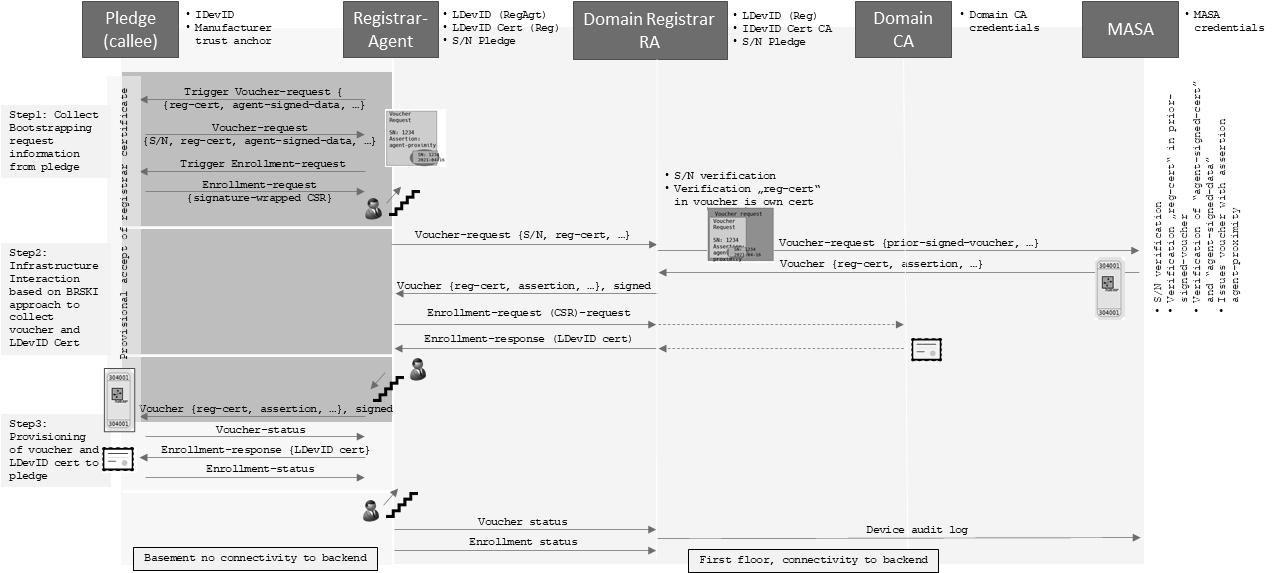 Pledge
(callee)
• IDevID
• Manufacturer
trust anchor
Registrar-
Agent
• LDevID (RegAgt)
• LDevID Cert (Reg)
• S/N Pledge
Domain Registrar
RA
• LDevID (Reg)
• IDevID Cert CA
• S/N Pledge
Domain
CA
• Domain CA
credentials
MASA
• MASA
credentials
Step1: Collect
Bootstrapping
request
information
from pledge
Provisional accept of registrar certificate
Trigger Voucher-request {
{reg-cert, agent-signed-data, …}
Voucher-request
{S/N, reg-cert, agent-signed-data, …}
Trigger Enrollment-request
Enrollment-request
{signature-wrapped CSR}
Voucher
Request
SN: 1234
Assertion:
agent-proximity
SN: 1234
2021-04-16
• S/N verification
• Verification „reg-cert“
in voucher is own cert
Voucher request
Voucher
Request
SN: 1234
Assertion:
agent-
proximity
SN: 1234
2021-04-16
• S/N verification
• Verification „reg-cert“ in prior-
signed-voucher
• Verification of “agent-signed-cert”
and “agent-signed-data”
• Issues voucher with assertion
agent-proximity
Step2:
Infrastructure
Interaction
based on BRSKI
approach to
collect
voucher and
LDevID Cert
Voucher-request {S/N, reg-cert, …}
Voucher-request {prior-signed-voucher, …}
Voucher {reg-cert, assertion, …}
304001
304001
Voucher {reg-cert, assertion, …}, signed
Enrollment-request (CSR)-request
Enrollment-response (LDevID cert)
304001
304001
Voucher {reg-cert, assertion, …}, signed
Step3:
Provisioning
of voucher and
LDevID cert to
pledge
Voucher-status
Enrollment-response {LDevID cert}
Enrollment-status
Voucher status
Device audit log
Enrollment status
Basement no connectivity to backend
First floor, connectivity to backend